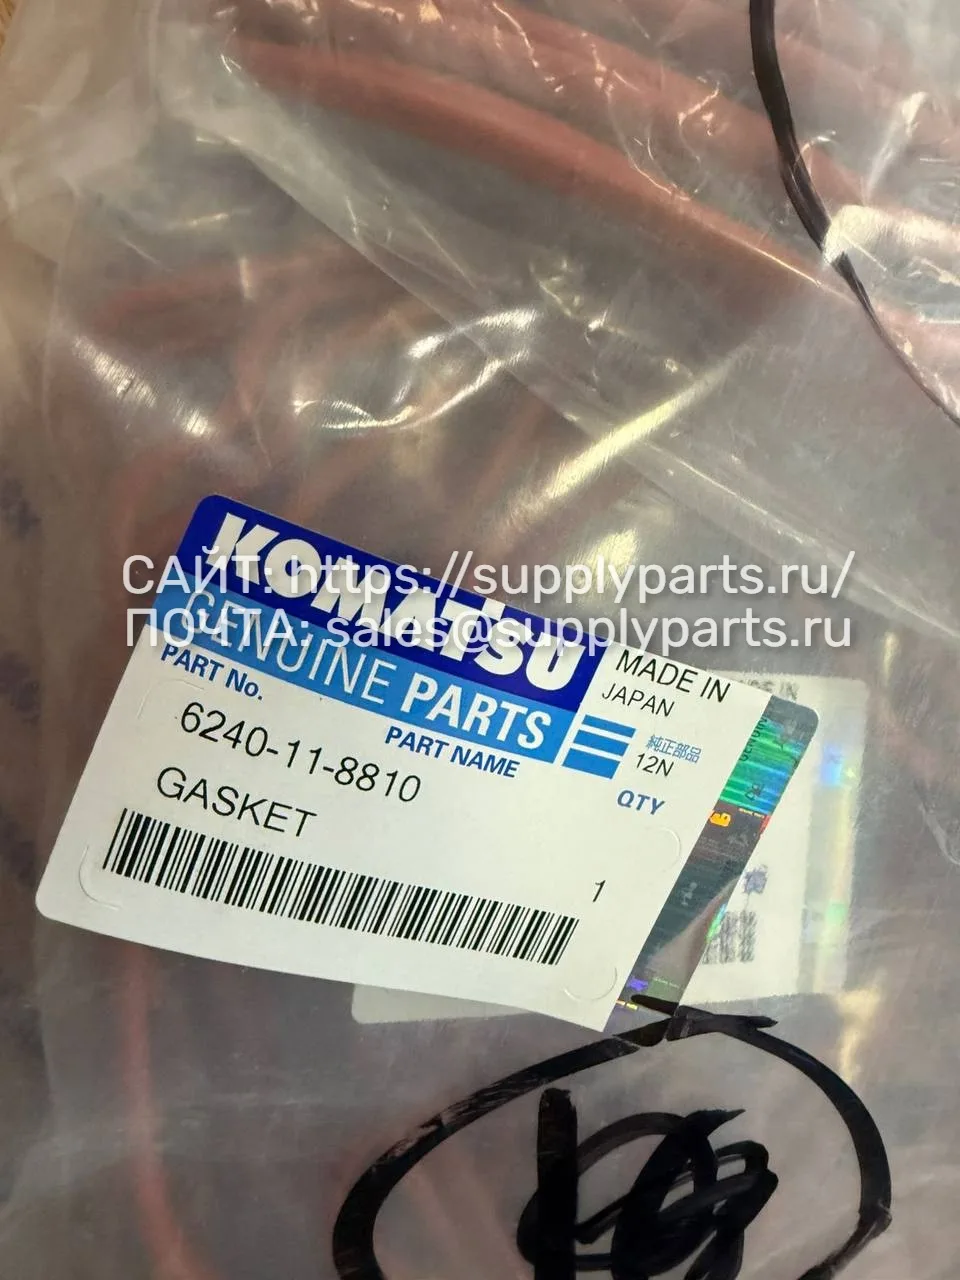 САЙТ: https://supplyparts.ru/
ПОЧТА: sales@supplyparts.ru
KOMATSU
GENUINE PARTS
MADE IN
JAPAN
純正部品
12N
PART No.
PART NAME
QTY
6240-11-8810
GASKET
1